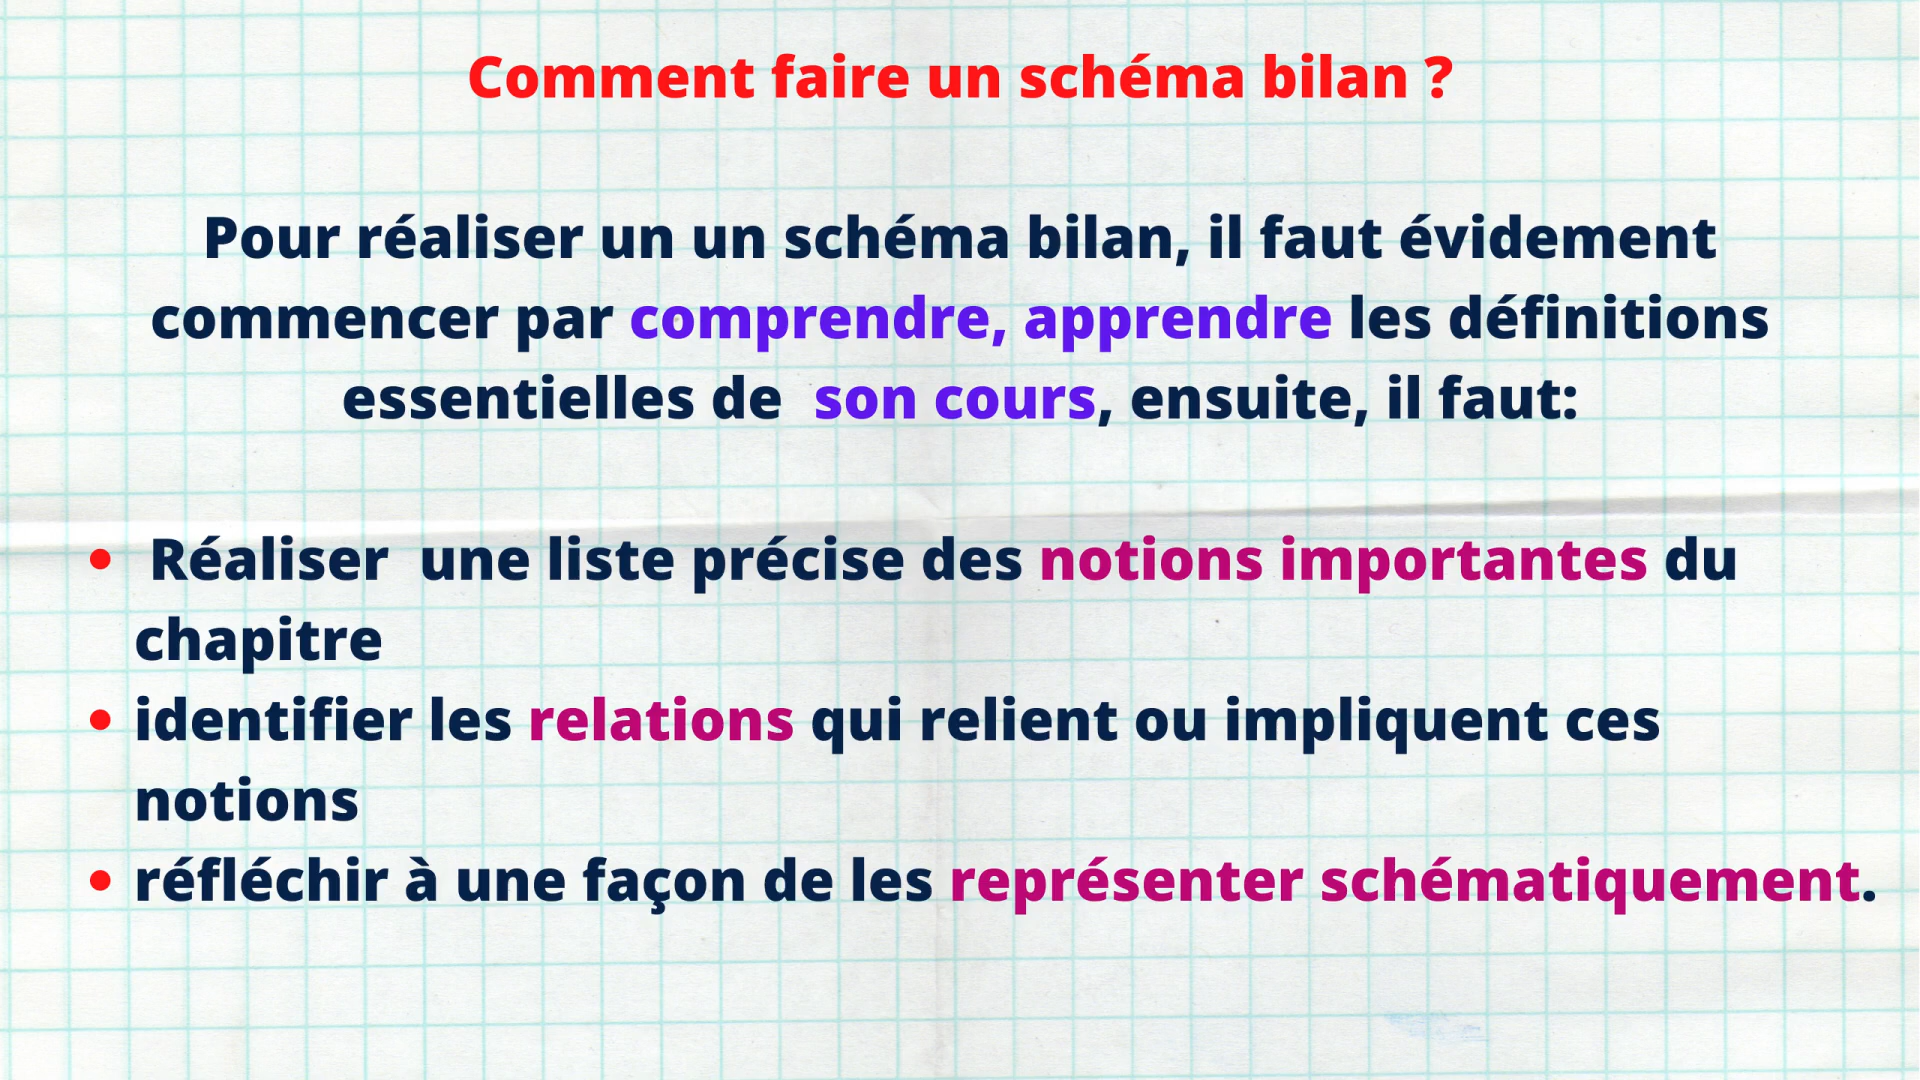 Comment faire un schéma bilan ?
Pour réaliser un un schéma bilan, il faut évidement
commencer par comprendre, apprendre les définitions
essentielles de son cours, ensuite, il faut:
• Réaliser une liste précise des notions importantes du
chapitre
• identifier les relations qui relient ou impliquent ces
notions
• réfléchir à une façon de les représenter schématiquement.